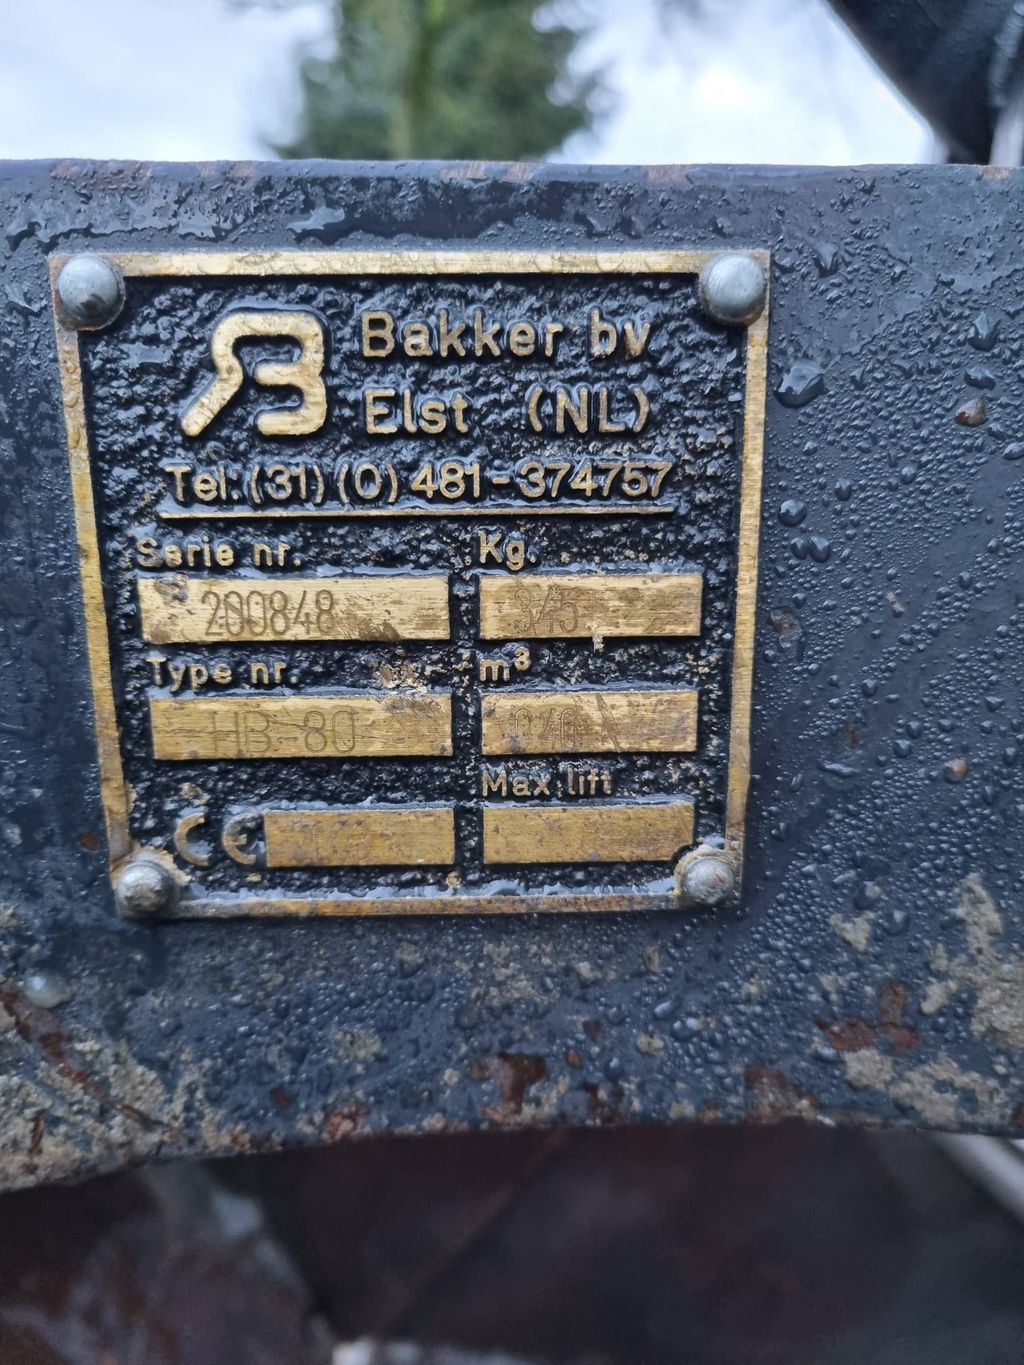 B Bakker bv
Elst (NL)
Tel: (31) (0) 481-374757
Serie nr. Kg.
200848 345
Type nr. m³
HB-80
Max lift
CE